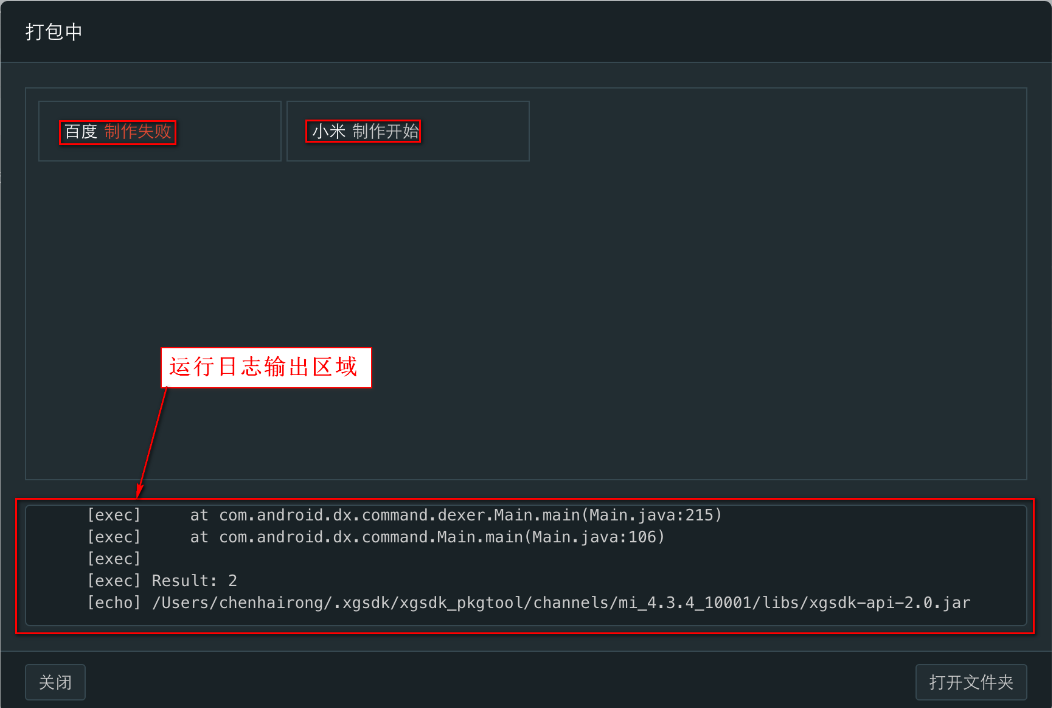 打包中
百度 制作失败
小米 制作开始
运行日志输出区域
[exec]     at com.android.dx.command.dexer.Main.main(Main.java:215)
[exec]     at com.android.dx.command.Main.main(Main.java:106)
[exec]
[exec] Result: 2
[echo] /Users/chenhairong/.xgsdk/xgsdk_pkgtool/channels/mi_4.3.4_10001/libs/xgsdk-api-2.0.jar
关闭
打开文件夹